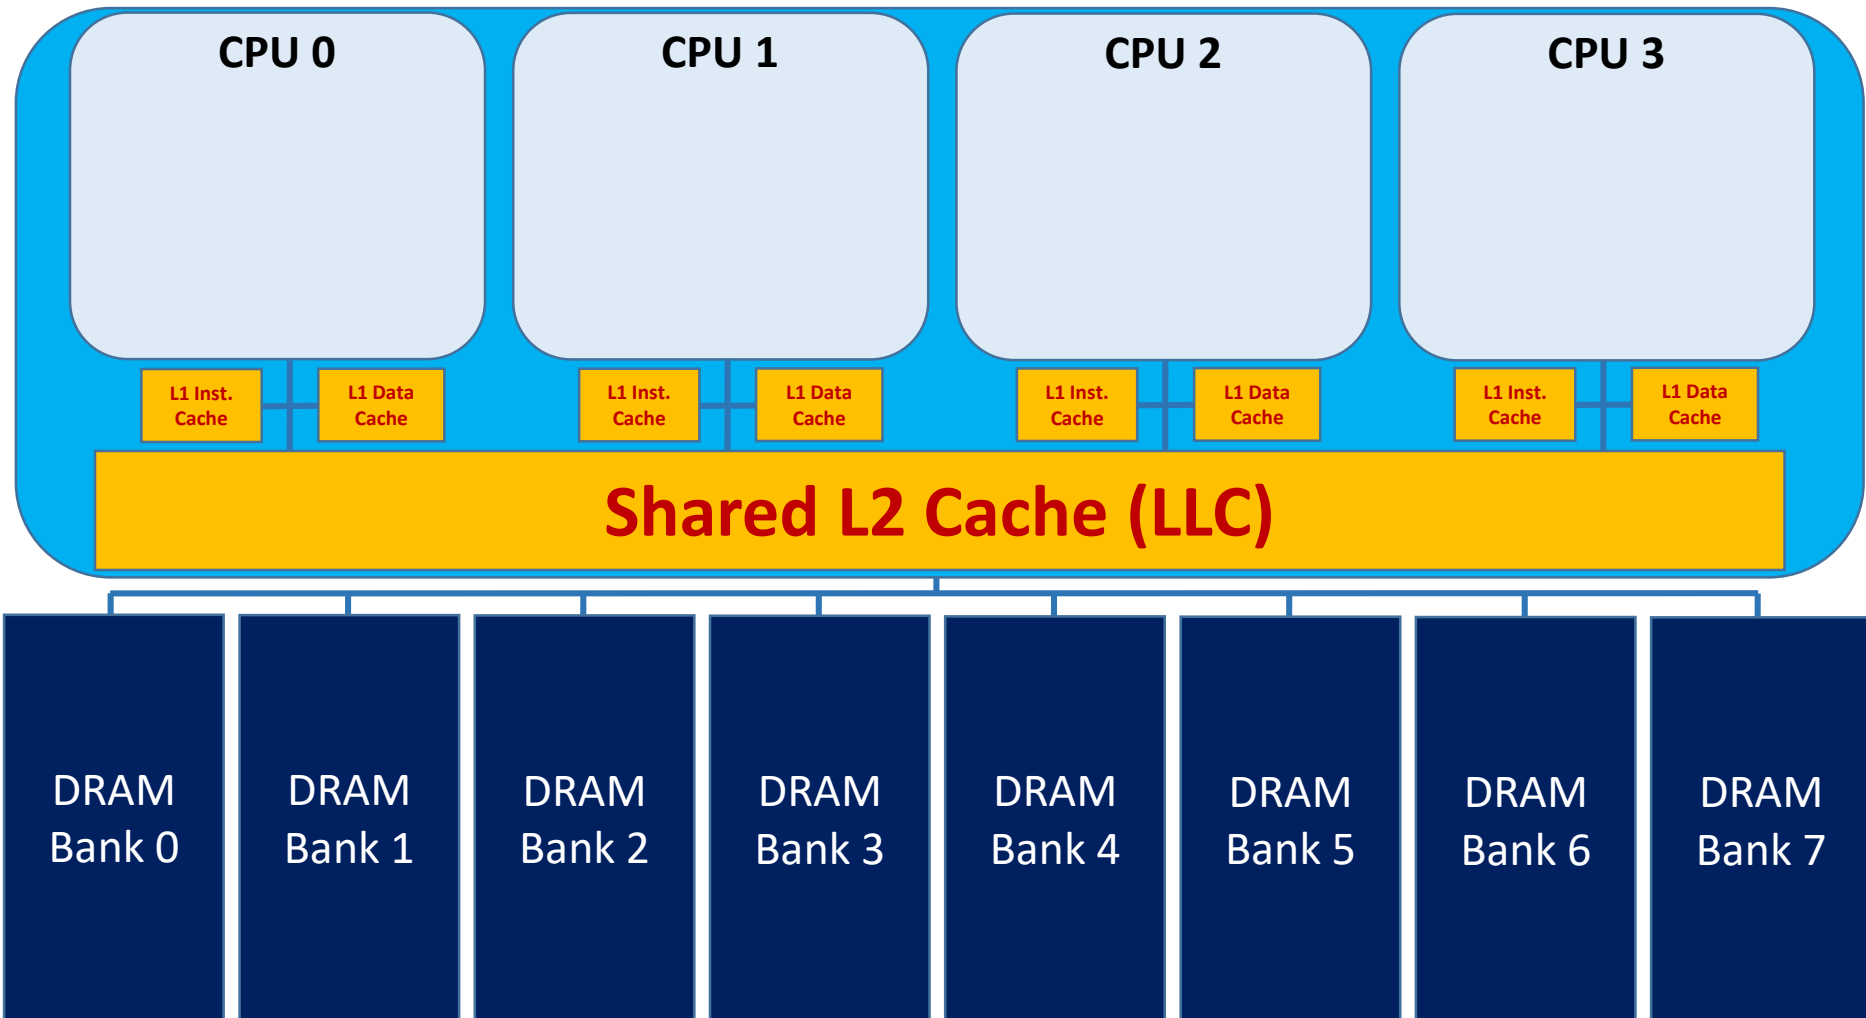 CPU 0
CPU 1
CPU 2
CPU 3
L1 Inst.
Cache
L1 Data
Cache
L1 Inst.
Cache
L1 Data
Cache
L1 Inst.
Cache
L1 Data
Cache
L1 Inst.
Cache
L1 Data
Cache
Shared L2 Cache (LLC)
DRAM
Bank 0
DRAM
Bank 1
DRAM
Bank 2
DRAM
Bank 3
DRAM
Bank 4
DRAM
Bank 5
DRAM
Bank 6
DRAM
Bank 7